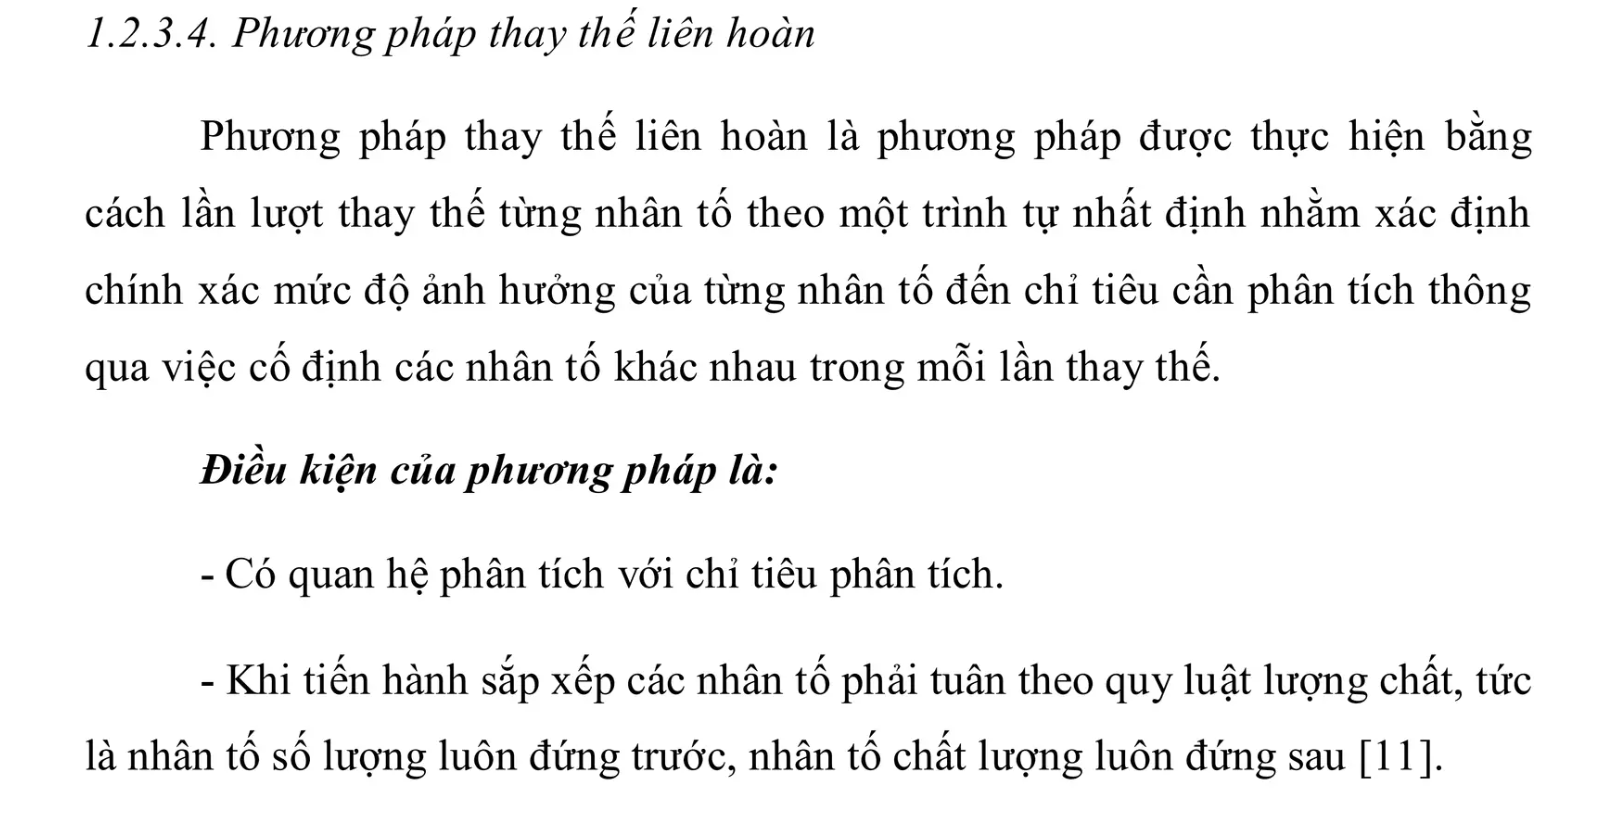 1.2.3.4. Phương pháp thay thế liên hoàn
Phương pháp thay thế liên hoàn là phương pháp được thực hiện bằng
cách lần lượt thay thế từng nhân tố theo một trình tự nhất định nhằm xác định
chính xác mức độ ảnh hưởng của từng nhân tố đến chỉ tiêu cần phân tích thông
qua việc cố định các nhân tố khác nhau trong mỗi lần thay thế.
Điều kiện của phương pháp là:
- Có quan hệ phân tích với chỉ tiêu phân tích.
- Khi tiến hành sắp xếp các nhân tố phải tuân theo quy luật lượng chất, tức
là nhân tố số lượng luôn đứng trước, nhân tố chất lượng luôn đứng sau [11].